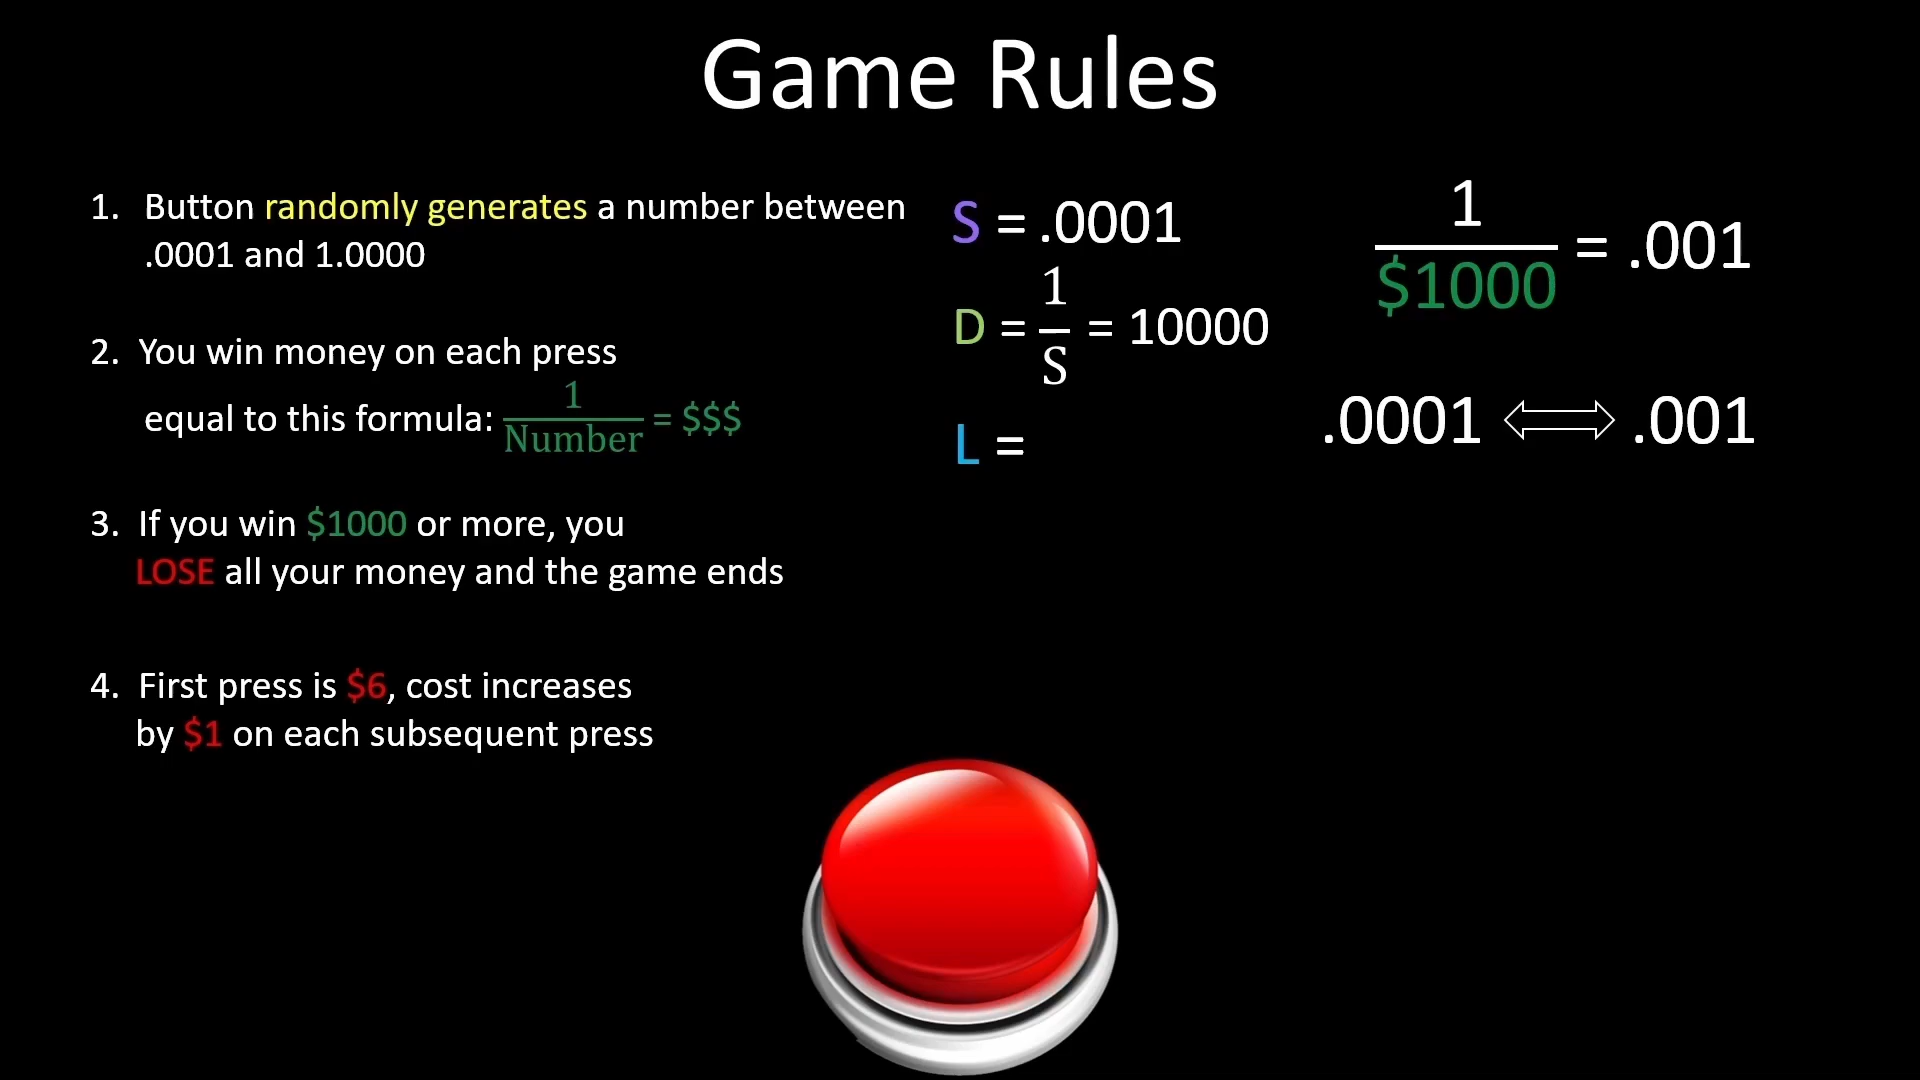 Game Rules
1. Button randomly generates a number between
.0001 and 1.0000
2. You win money on each press
equal to this formula: 1/Number = $$$
3. If you win $1000 or more, you
LOSE all your money and the game ends
4. First press is $6, cost increases
by $1 on each subsequent press
S = .0001
D = 1/S = 10000
L =
1/$1000 = .001
.0001 ⟺ .001